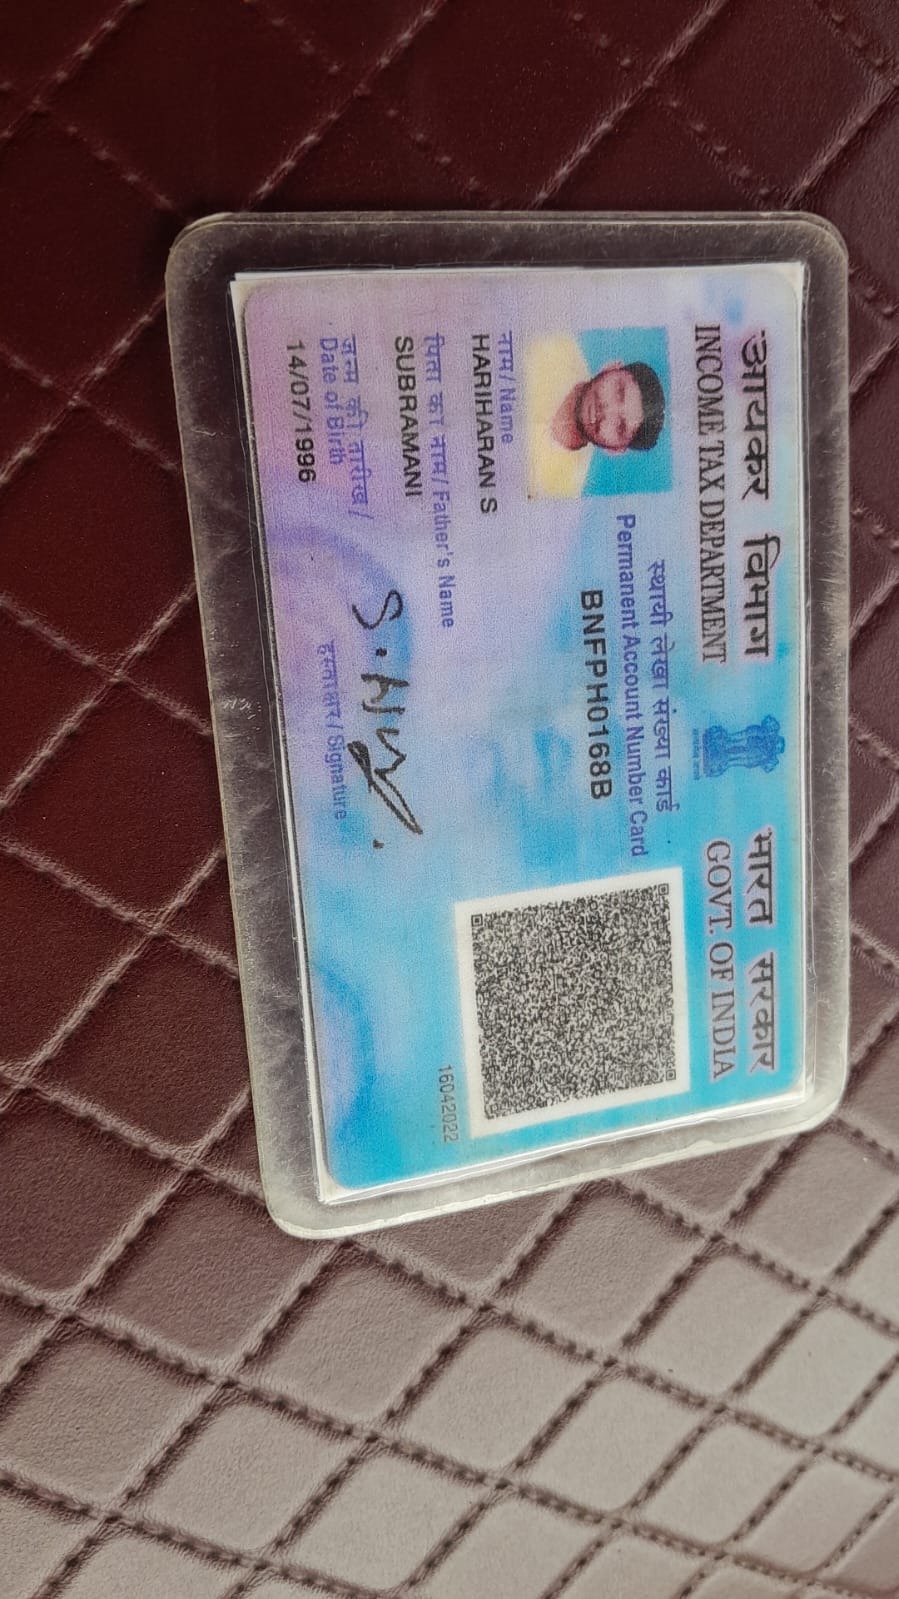 आयकर विभाग
INCOME TAX DEPARTMENT
भारत सरकार
GOVT. OF INDIA
स्थायी लेखा संख्या कार्ड
Permanent Account Number Card
BNFPH0168B
नाम / Name
HARIHARAN S
पिता का नाम / Father's Name
SUBRAMANI
जन्म की तारीख /
Date of Birth
14/07/1996
हस्ताक्षर / Signature
16042022